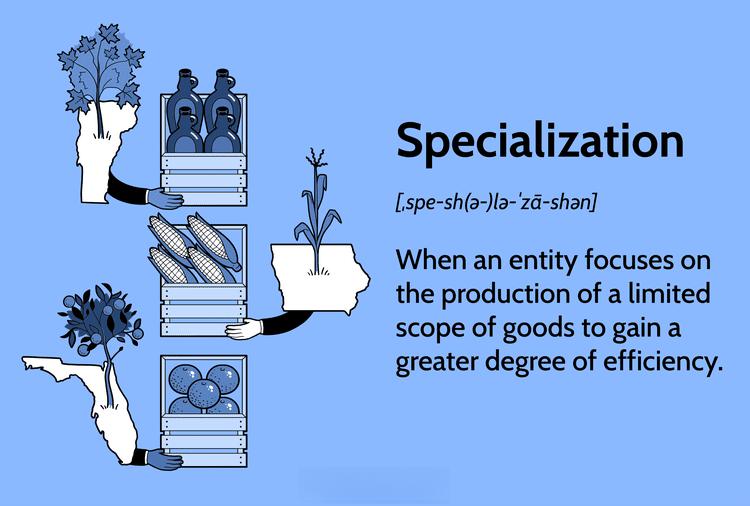 Specialization
[ˌspe-sh(ə-)lə-ˈzā-shən]
When an entity focuses on
the production of a limited
scope of goods to gain a
greater degree of efficiency.